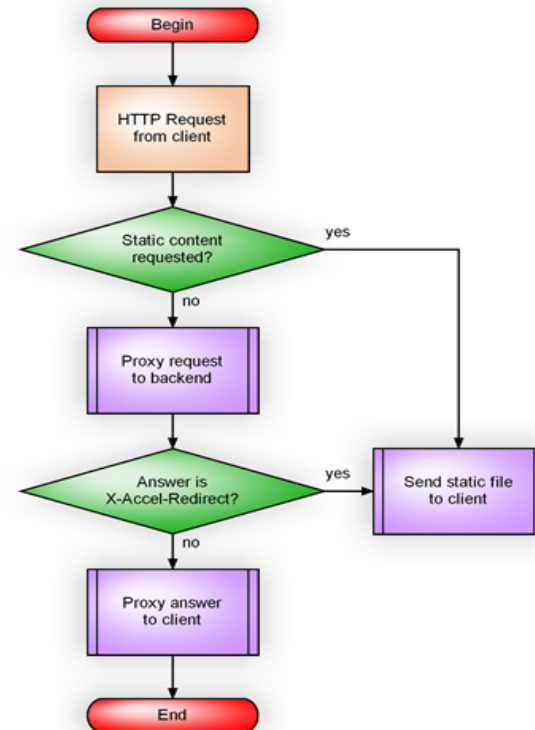 Begin
HTTP Request
from client
Static content
requested?
yes
no
Proxy request
to backend
Answer is
X-Accel-Redirect?
yes
Send static file
to client
no
Proxy answer
to client
End